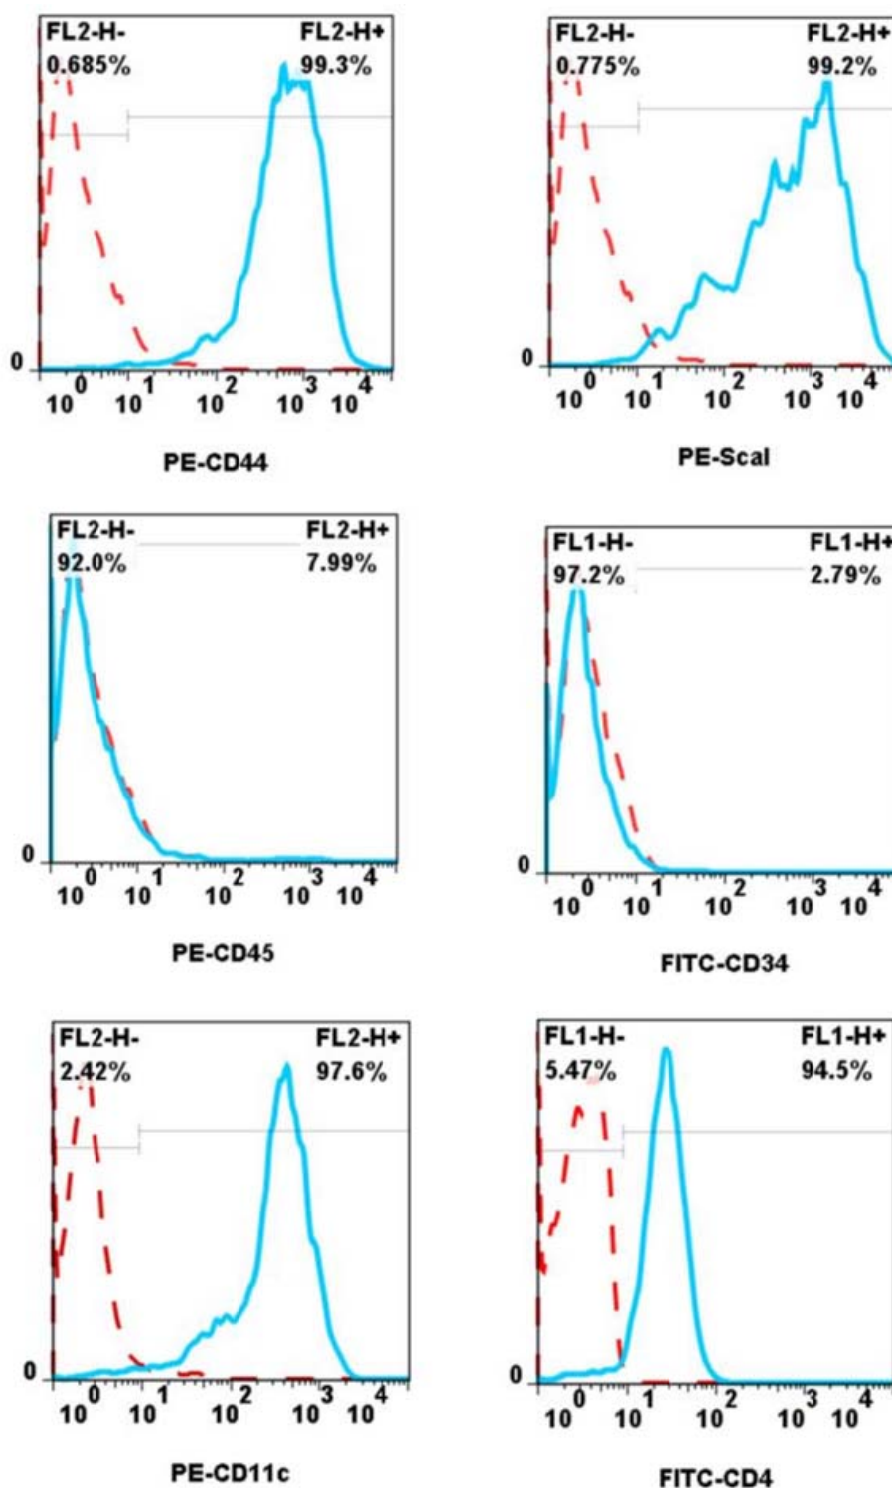 FL2-H- FL2-H+
0.685% 99.3%
0
10^0 10^1 10^2 10^3 10^4
PE-CD44
FL2-H- FL2-H+
0.775% 99.2%
0
10^0 10^1 10^2 10^3 10^4
PE-Scal
FL2-H- FL2-H+
92.0% 7.99%
0
10^0 10^1 10^2 10^3 10^4
PE-CD45
FL1-H- FL1-H+
97.2% 2.79%
0
10^0 10^1 10^2 10^3 10^4
FITC-CD34
FL2-H- FL2-H+
2.42% 97.6%
0
10^0 10^1 10^2 10^3 10^4
PE-CD11c
FL1-H- FL1-H+
5.47% 94.5%
0
10^0 10^1 10^2 10^3 10^4
FITC-CD4